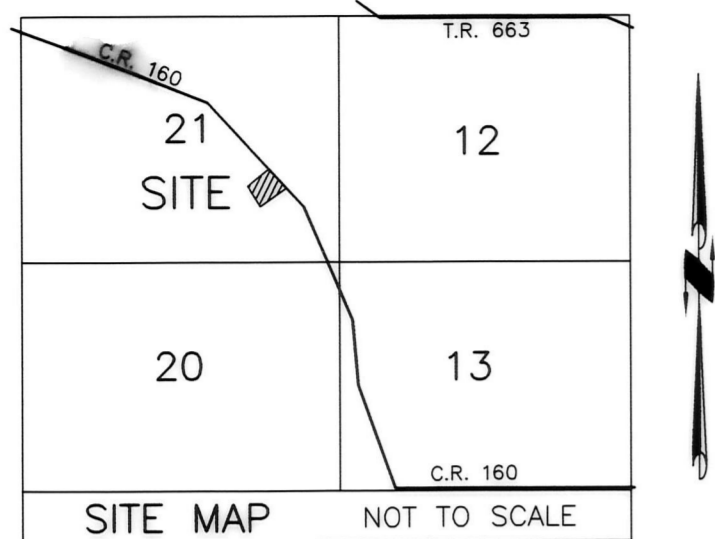 T.R. 663
C.R. 160
21
12
SITE
20
13
C.R. 160
SITE MAP
NOT TO SCALE